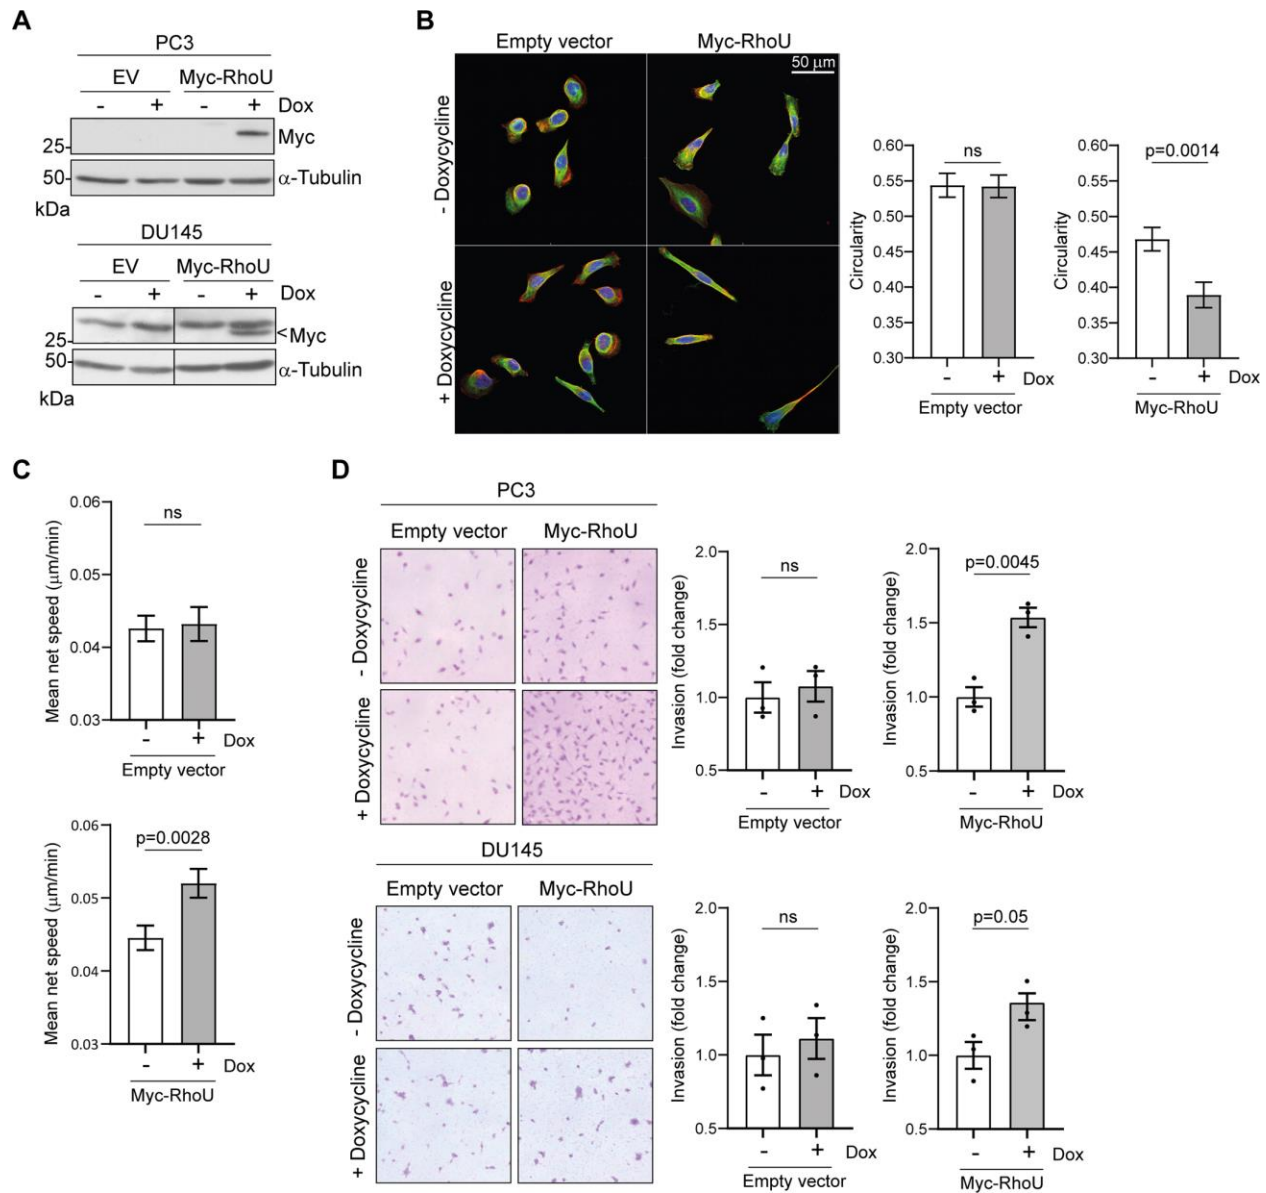 A
PC3
EV Myc-RhoU
- + - + Dox
Myc
25-
50-
α-Tubulin
kDa
DU145
EV Myc-RhoU
- + - + Dox
<Myc
25-
50-
α-Tubulin
kDa
B
Empty vector Myc-RhoU
50 μm
- Doxycycline
+ Doxycycline
Circularity
0.60
0.55
0.50
0.45
0.40
0.35
0.30
ns
- + Dox
Empty vector
Circularity
0.60
0.55
0.50
0.45
0.40
0.35
0.30
p=0.0014
- + Dox
Myc-RhoU
C
Mean net speed (μm/min)
0.06
0.05
0.04
0.03
ns
- + Dox
Empty vector
Mean net speed (μm/min)
0.06
0.05
0.04
0.03
p=0.0028
- + Dox
Myc-RhoU
D
PC3
Empty vector Myc-RhoU
- Doxycycline
+ Doxycycline
Invasion (fold change)
2.0
1.5
1.0
0.5
ns
- + Dox
Empty vector
Invasion (fold change)
2.0
1.5
1.0
0.5
p=0.0045
- + Dox
Myc-RhoU
DU145
Empty vector Myc-RhoU
- Doxycycline
+ Doxycycline
Invasion (fold change)
2.0
1.5
1.0
0.5
ns
- + Dox
Empty vector
Invasion (fold change)
2.0
1.5
1.0
0.5
p=0.05
- + Dox
Myc-RhoU